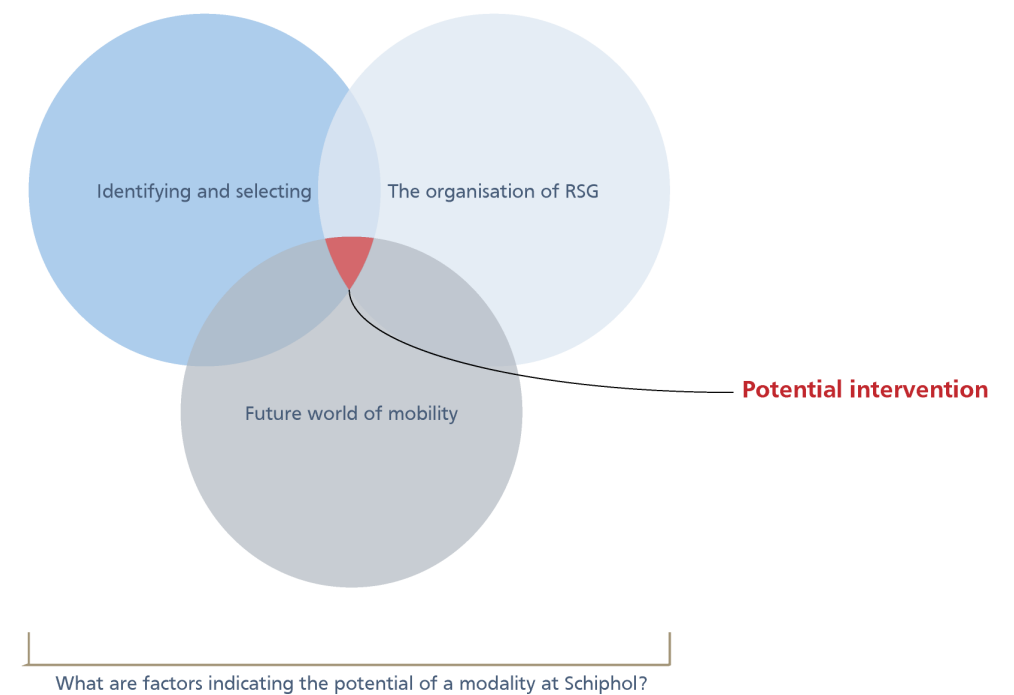 Identifying and selecting
The organisation of RSG
Potential intervention
Future world of mobility
What are factors indicating the potential of a modality at Schiphol?